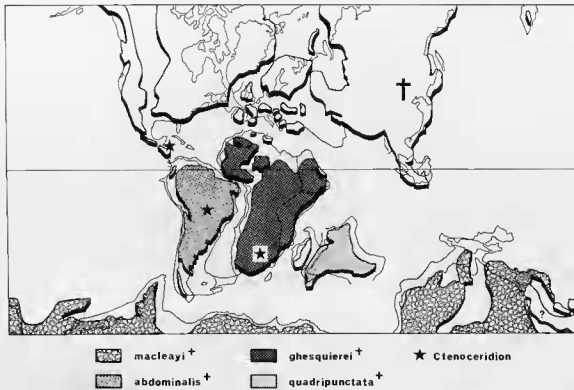 †
?
macleayi †
ghesquierei †
★ Ctenoceridion
abdominalis †
quadripunctata †